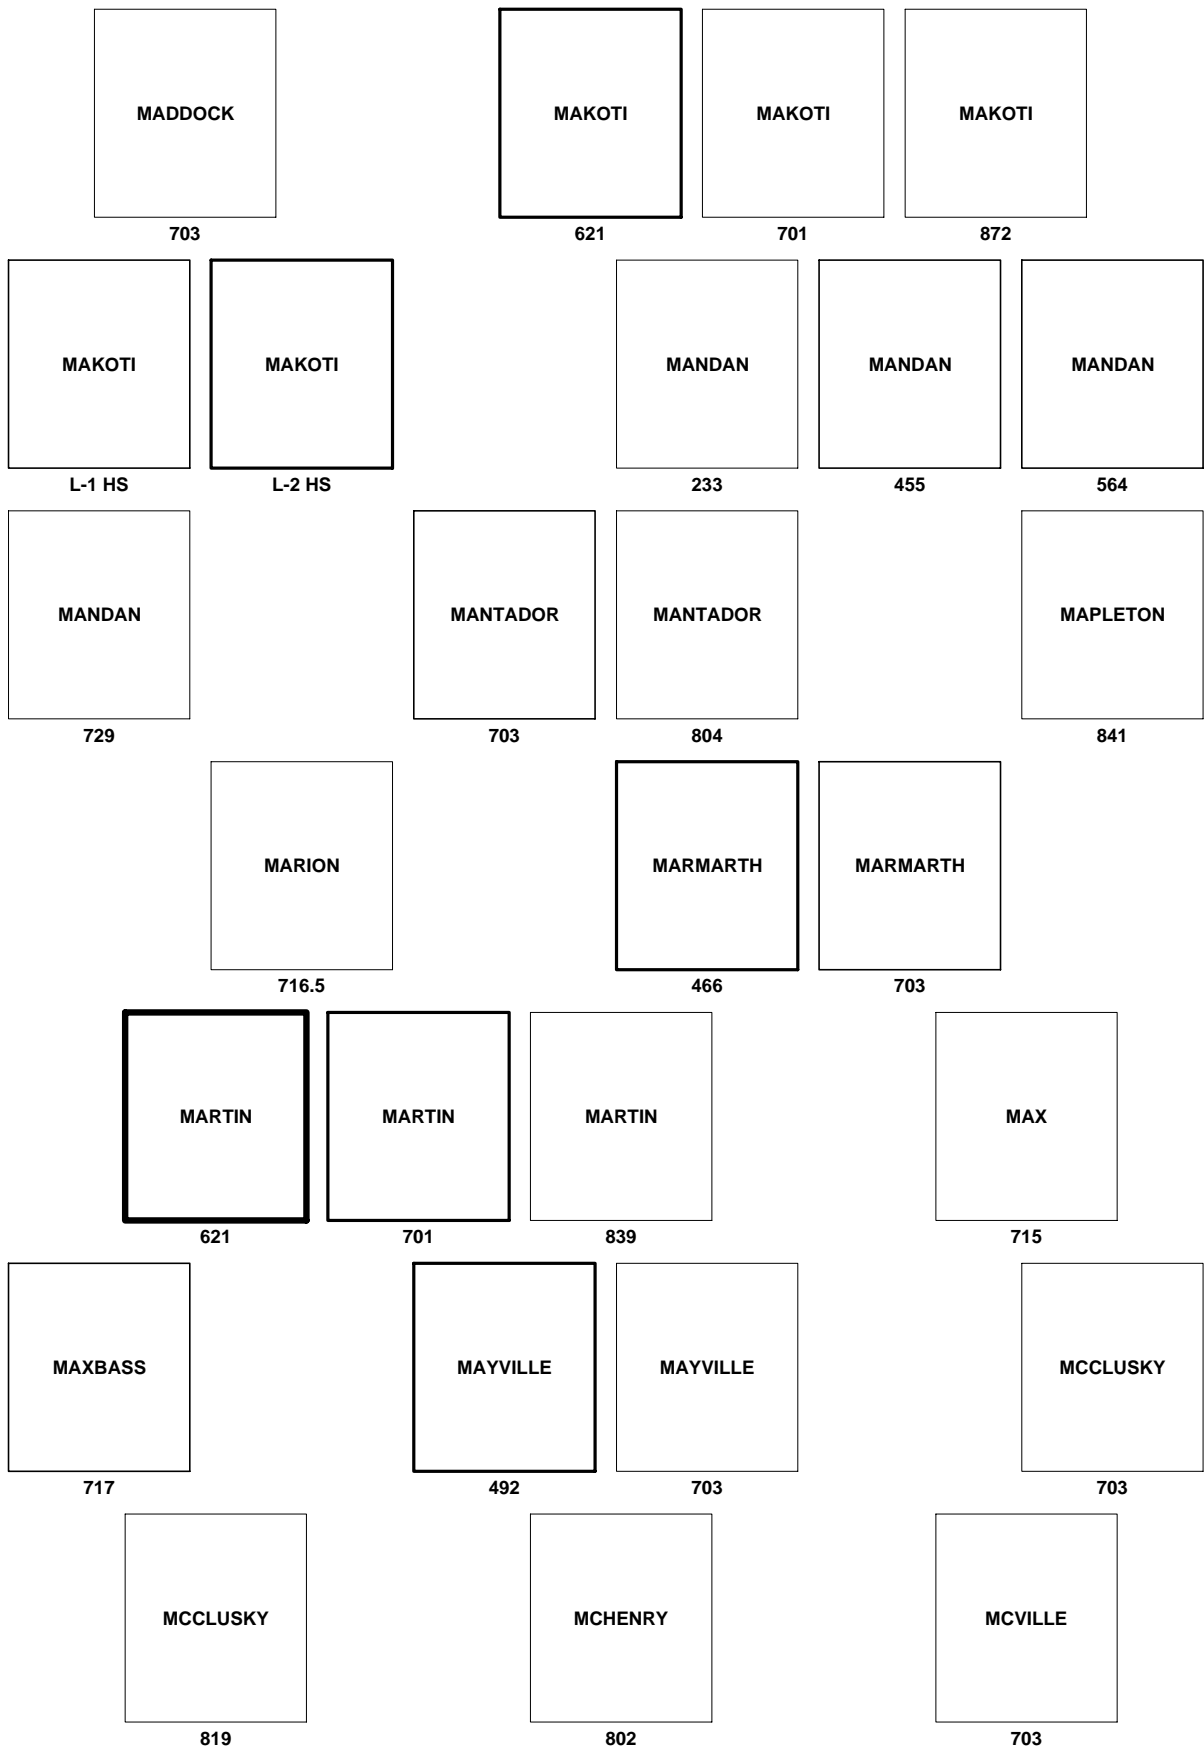 MADDOCK MAKOTI MAKOTI MAKOTI
703 621 701 872
MAKOTI MAKOTI MANDAN MANDAN MANDAN
L-1 HS L-2 HS 233 455 564
MANDAN MANTADOR MANTADOR MAPLETON
729 703 804 841
MARION MARMARTH MARMARTH
716.5 466 703
MARTIN MARTIN MARTIN MAX
621 701 839 715
MAXBASS MAYVILLE MAYVILLE MCCLUSKY
717 492 703 703
MCCLUSKY MCHENRY MCVILLE
819 802 703